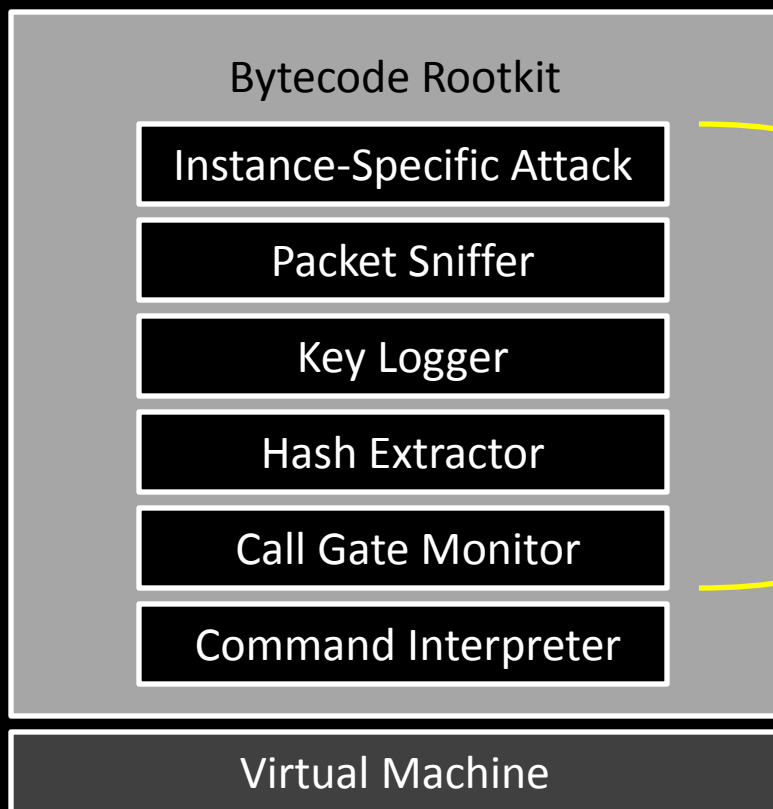 Bytecode Rootkit
Instance-Specific Attack
Packet Sniffer
Key Logger
Hash Extractor
Call Gate Monitor
Command Interpreter
Virtual Machine